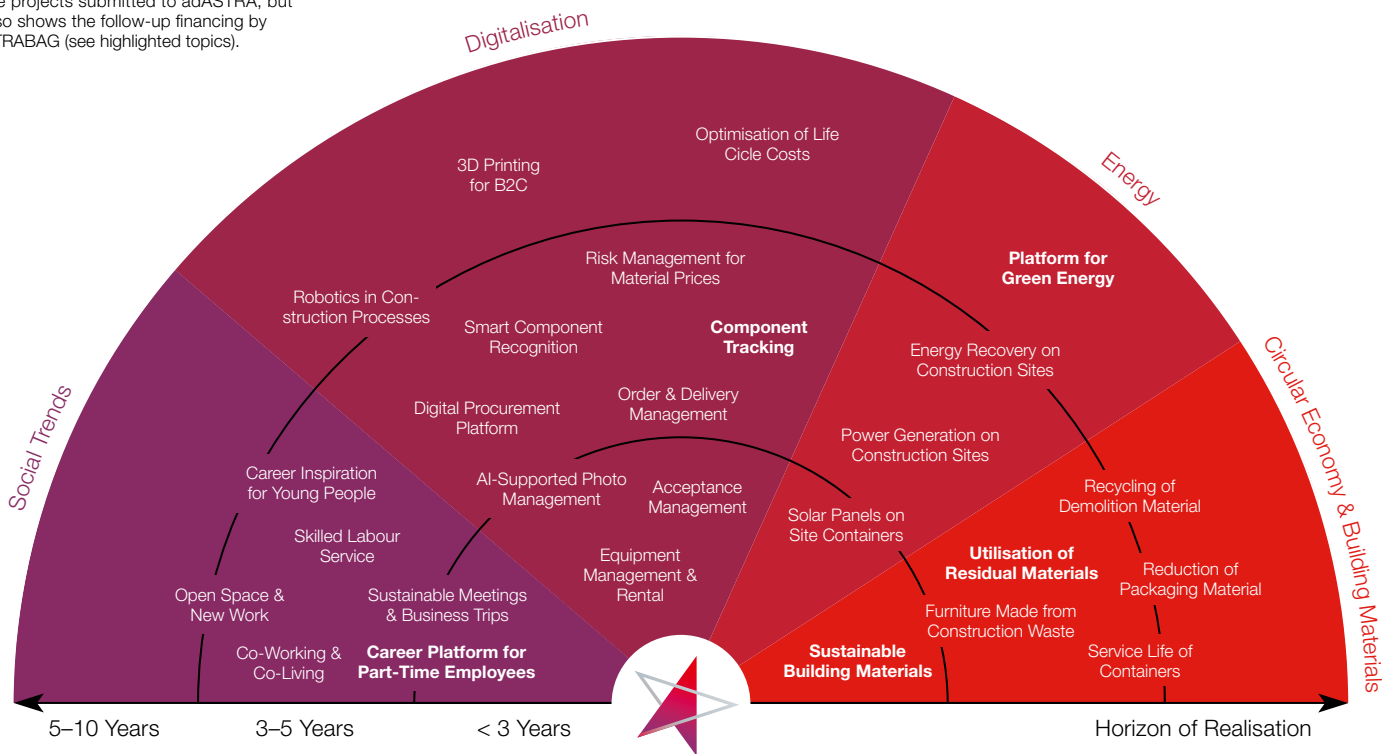 e projects submitted to adASTRA, but
so shows the follow-up financing by
TRABAG (see highlighted topics).
Digitalisation
Optimisation of Life
Cicle Costs
3D Printing
for B2C
Energy
Platform for
Green Energy
Risk Management for
Material Prices
Robotics in Con-
struction Processes
Smart Component
Recognition
Component
Tracking
Energy Recovery on
Construction Sites
Circular Economy & Building Materials
Social Trends
Digital Procurement
Platform
Order & Delivery
Management
Power Generation on
Construction Sites
Career Inspiration
for Young People
AI-Supported Photo
Management
Acceptance
Management
Recycling of
Demolition Material
Solar Panels on
Site Containers
Skilled Labour
Service
Equipment
Management &
Rental
Utilisation of
Residual Materials
Reduction of
Packaging Material
Open Space &
New Work
Sustainable Meetings
& Business Trips
Furniture Made from
Construction Waste
Co-Working &
Co-Living
Career Platform for
Part-Time Employees
Sustainable
Building Materials
Service Life of
Containers
5–10 Years
3–5 Years
< 3 Years
Horizon of Realisation